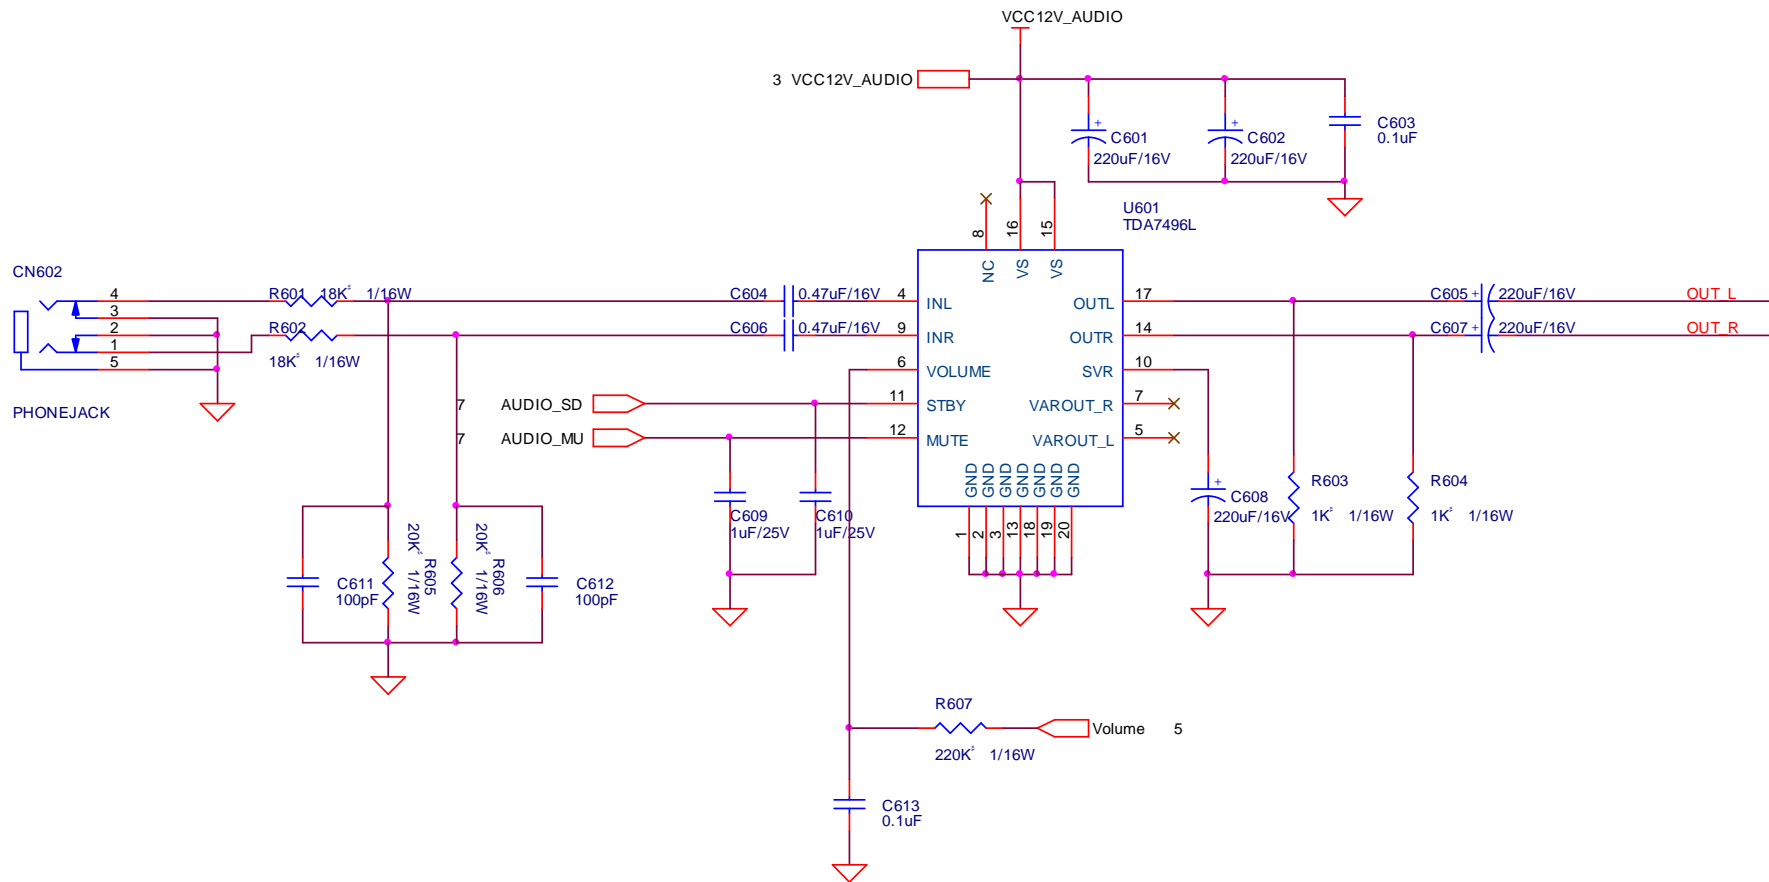 VCC12V_AUDIO
3 VCC12V_AUDIO
C601
220uF/16V
C602
220uF/16V
C603
0.1uF
U601
TDA7496L
8
16
15
NC
VS
VS
CN602
4
3
2
1
5
PHONEJACK
R601 18K 1/16W
R602
18K 1/16W
C604 0.47uF/16V
C606 0.47uF/16V
4 INL
9 INR
6 VOLUME
11 STBY
12 MUTE
OUTL 17
OUTR 14
SVR 10
VAROUT_R 7
VAROUT_L 5
C605 + 220uF/16V OUT_L
C607 + 220uF/16V OUT_R
7 AUDIO_SD
7 AUDIO_MU
GND GND GND GND GND GND GND
1 2 3 13 18 19 20
C609
1uF/25V
C610
1uF/25V
C608
220uF/16V
R603
1K 1/16W
R604
1K 1/16W
C611
100pF
R605
20K 1/16W
R606
20K 1/16W
C612
100pF
R607
220K 1/16W
Volume 5
C613
0.1uF